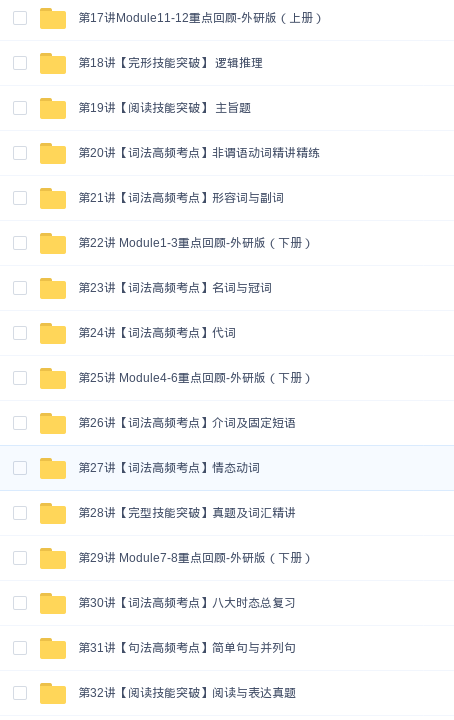 第17讲Module11-12重点回顾-外研版（上册）
第18讲【完形技能突破】 逻辑推理
第19讲【阅读技能突破】 主旨题
第20讲【词法高频考点】非谓语动词精讲精练
第21讲【词法高频考点】形容词与副词
第22讲 Module1-3重点回顾-外研版（下册）
第23讲【词法高频考点】名词与冠词
第24讲【词法高频考点】代词
第25讲 Module4-6重点回顾-外研版（下册）
第26讲【词法高频考点】介词及固定短语
第27讲【词法高频考点】情态动词
第28讲【完型技能突破】真题及词汇精讲
第29讲 Module7-8重点回顾-外研版（下册）
第30讲【词法高频考点】八大时态总复习
第31讲【句法高频考点】简单句与并列句
第32讲【阅读技能突破】阅读与表达真题